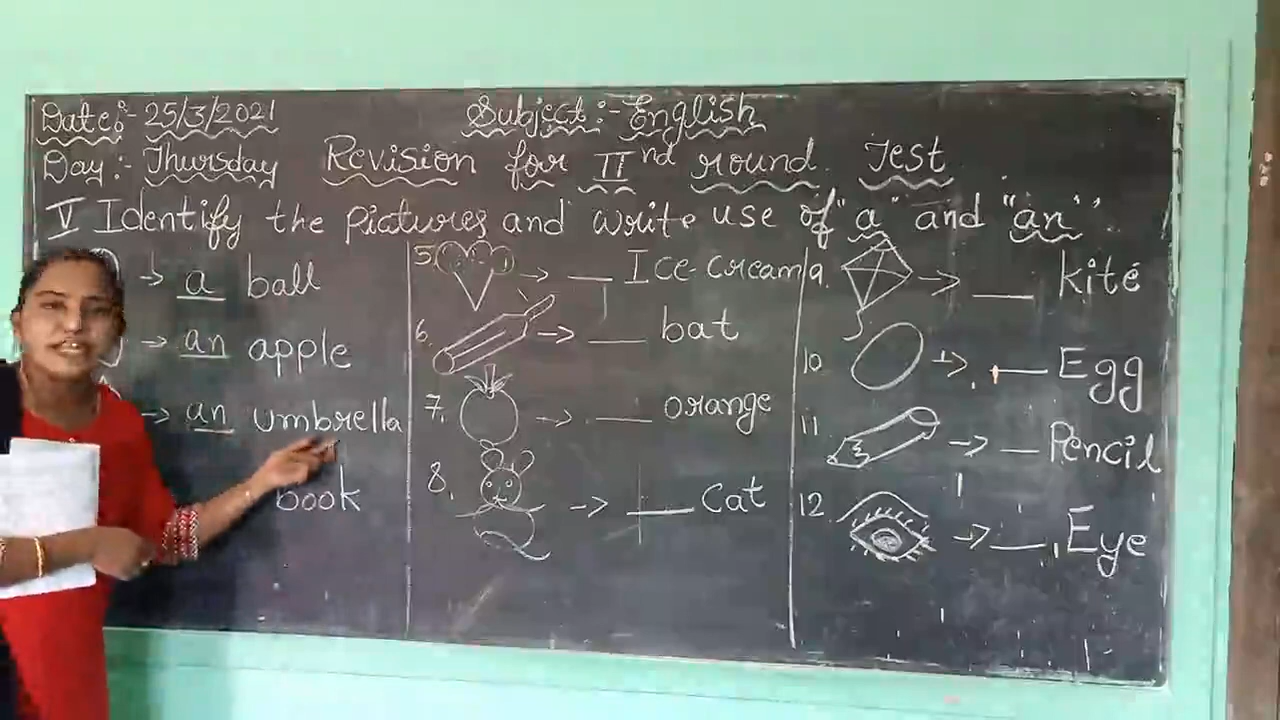 Date:- 25/3/2021
Subject:- English
Day:- Thursday
Revision for IInd round Test
V Identify the pictures and write use of "a" and "an"
→ a ball
→ an apple
→ an umbrella
book
5. → ___ Ice-cream
6. → ___ bat
7. → ___ orange
8. → ___ cat
9. → ___ kite
10. → ___ Egg
11. → ___ Pencil
12. → ___ Eye